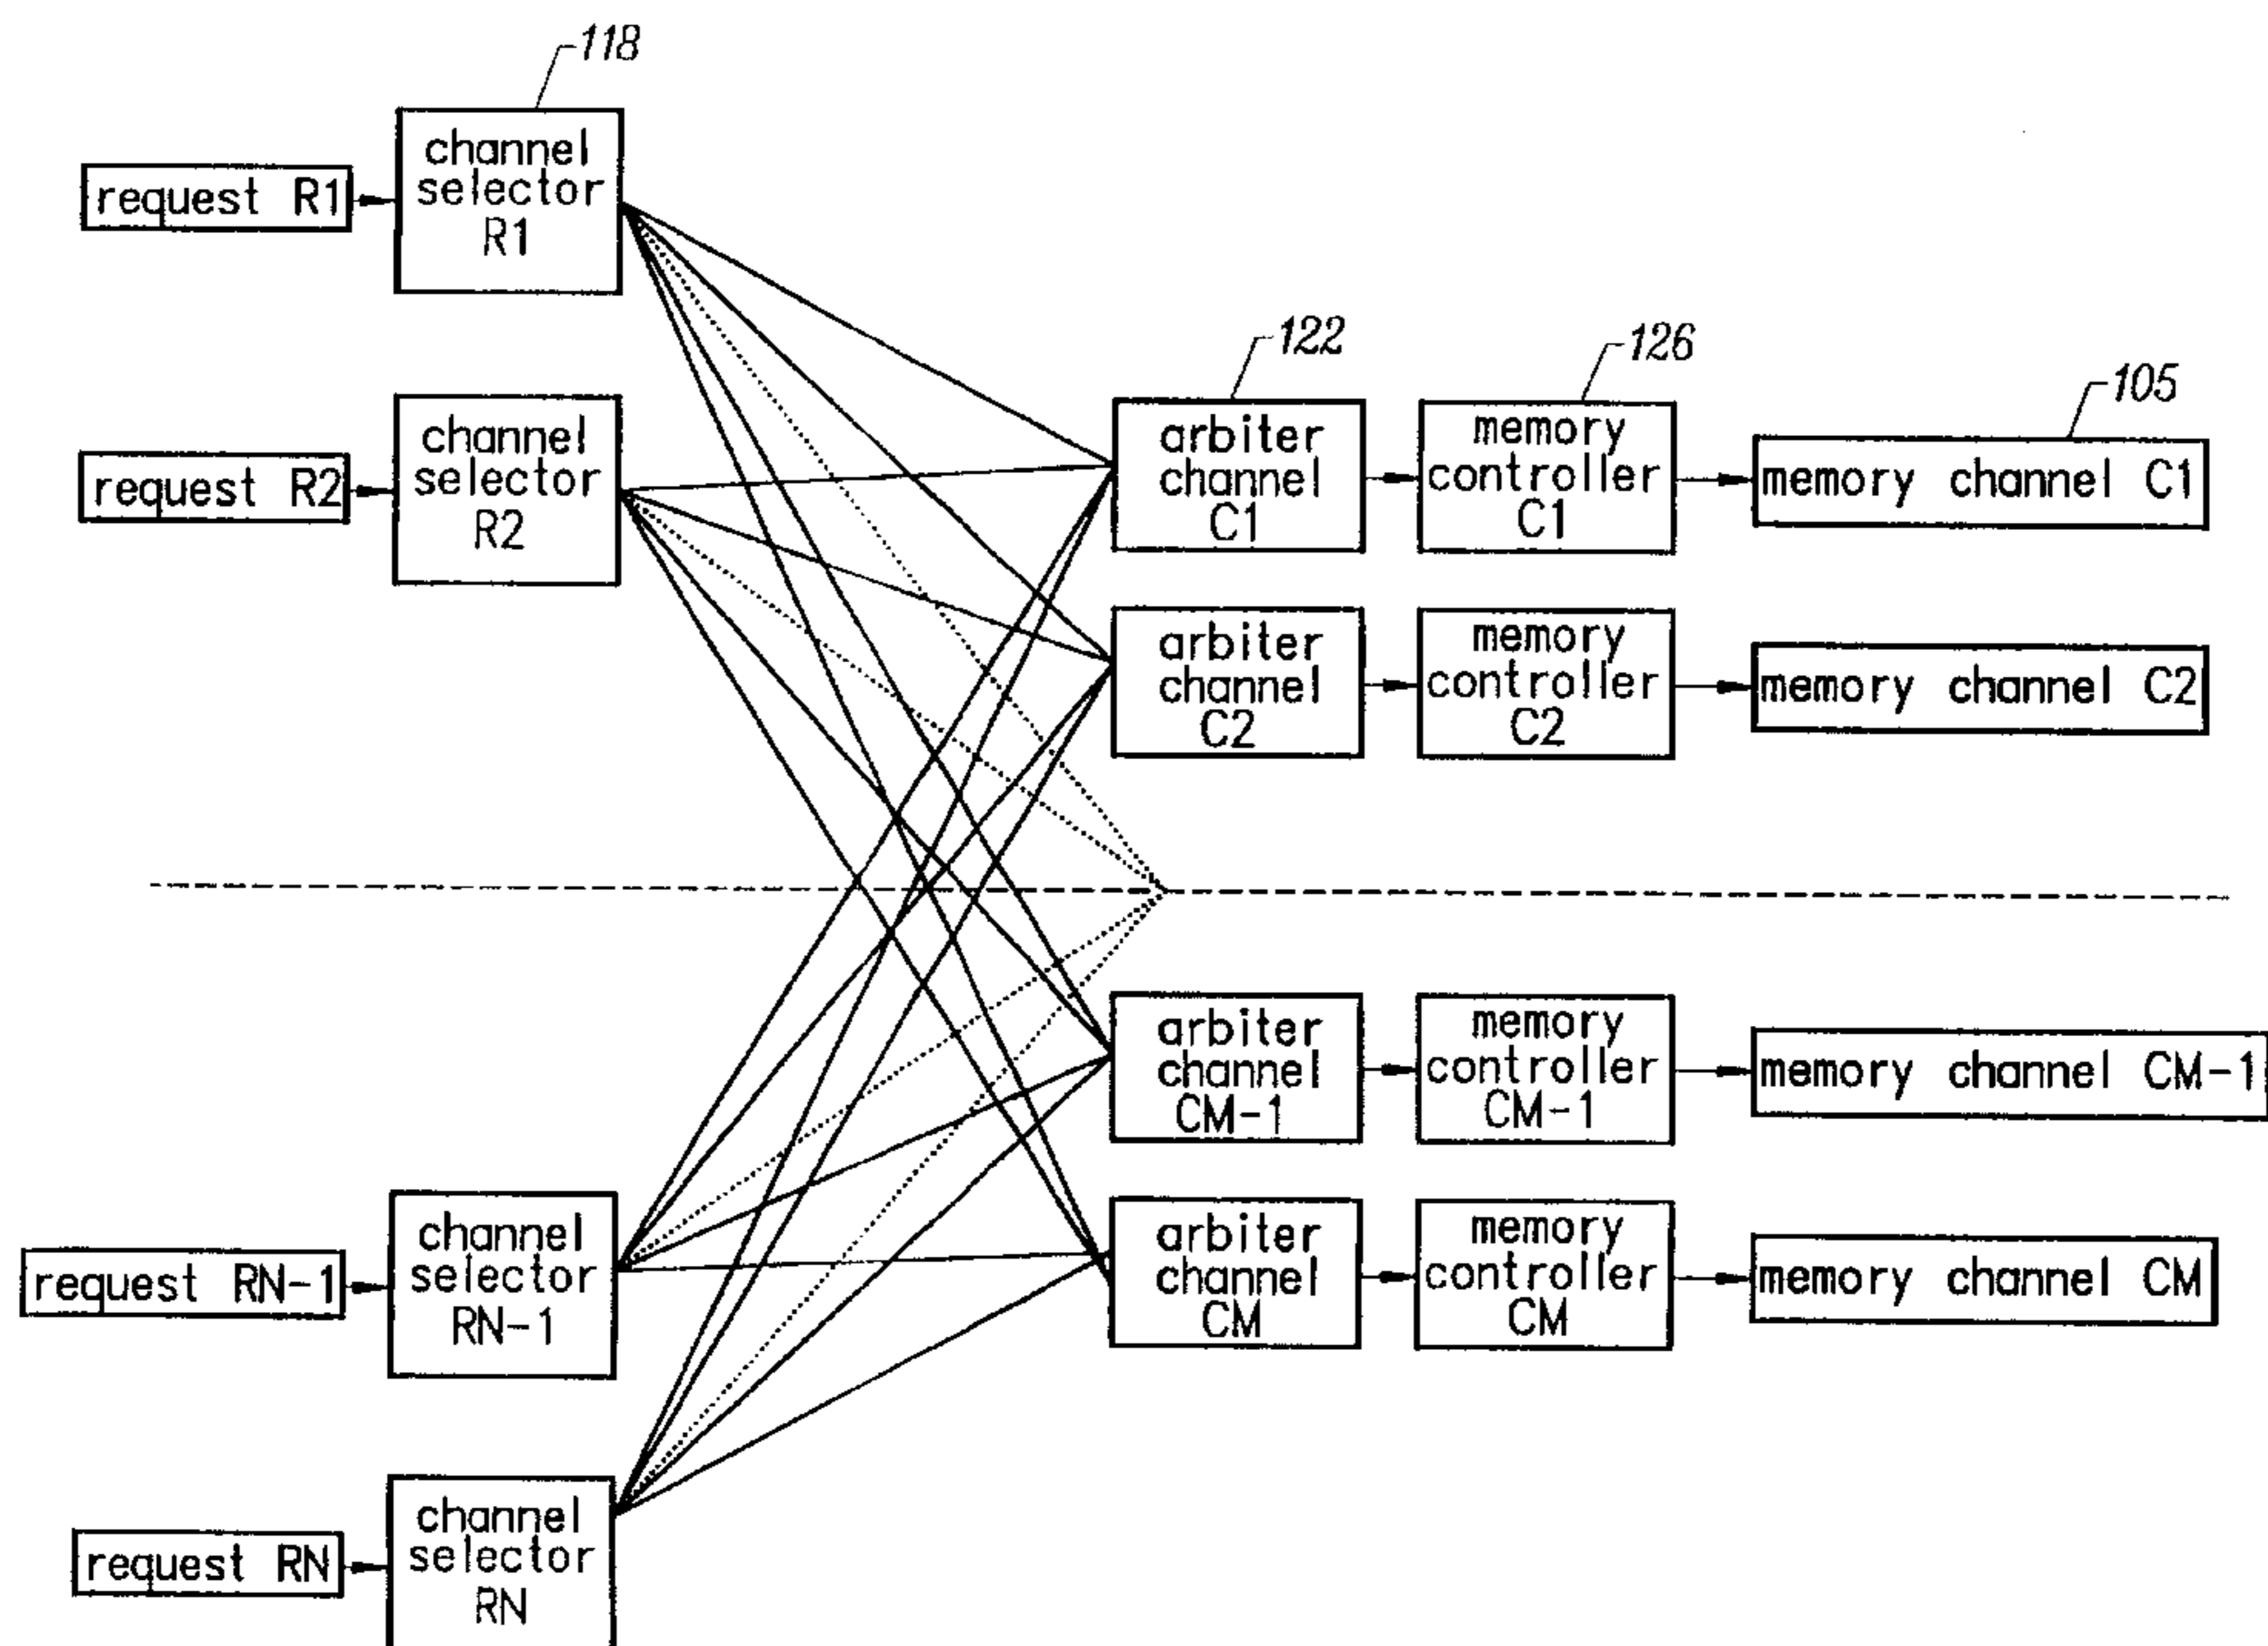 118
channel
selector
R1
request R1
122
126
105
channel
selector
R2
request R2
arbiter
channel
C1
memory
controller
C1
memory channel C1
arbiter
channel
C2
memory
controller
C2
memory channel C2
arbiter
channel
CM-1
memory
controller
CM-1
memory channel CM-1
channel
selector
RN-1
request RN-1
arbiter
channel
CM
memory
controller
CM
memory channel CM
channel
selector
RN
request RN